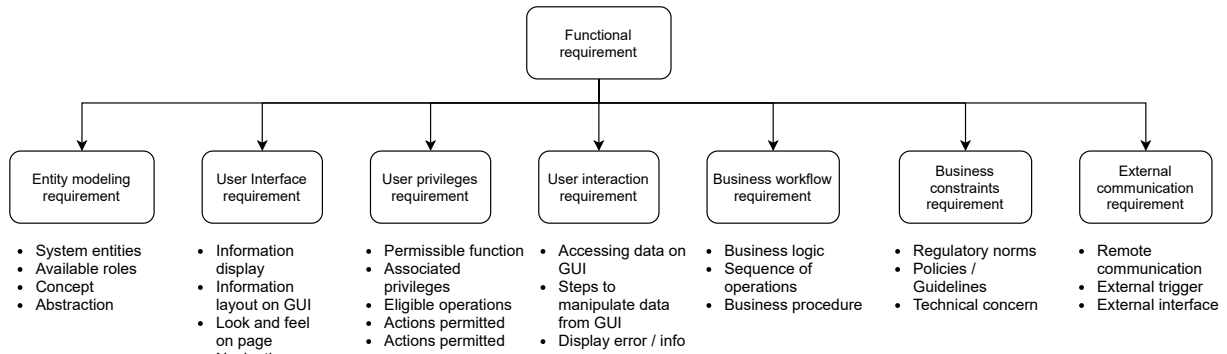 Functional
requirement
Entity modeling
requirement
User Interface
requirement
User privileges
requirement
User interaction
requirement
Business workflow
requirement
Business
constraints
requirement
External
communication
requirement
• System entities
• Available roles
• Concept
• Abstraction
• Information
display
• Information
layout on GUI
• Look and feel
on page
• Permissible function
• Associated
privileges
• Eligible operations
• Actions permitted
• Actions permitted
• Accessing data on
GUI
• Steps to
manipulate data
from GUI
• Display error / info
• Business logic
• Sequence of
operations
• Business procedure
• Regulatory norms
• Policies /
Guidelines
• Technical concern
• Remote
communication
• External trigger
• External interface